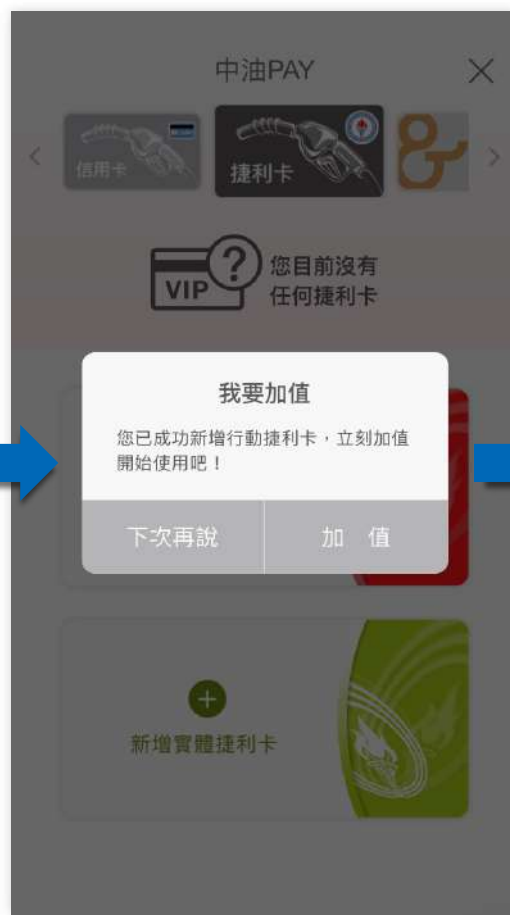 中油PAY
信用卡
捷利卡
您目前沒有
任何捷利卡
VIP
我要加值
您已成功新增行動捷利卡，立刻加值
開始使用吧！
下次再說
加 值
新增實體捷利卡